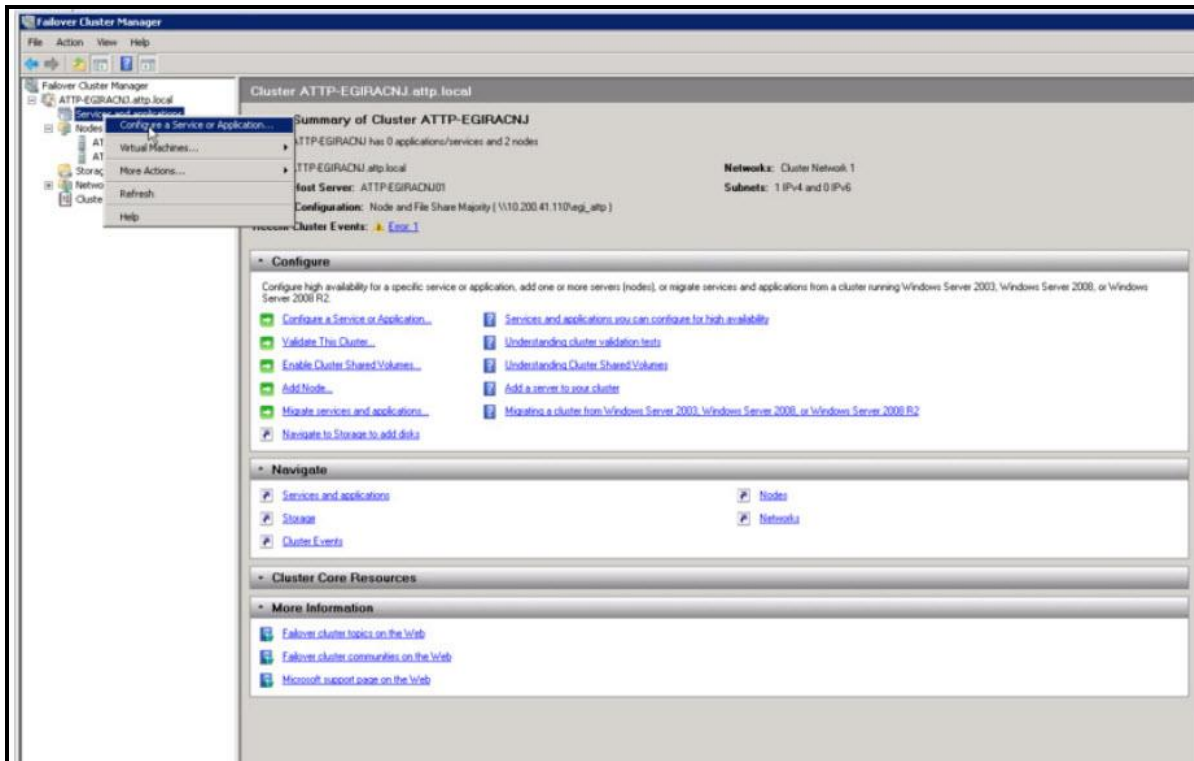 Failover Cluster Manager
File Action View Help
Failover Cluster Manager
ATTP-EGIRACNJ.attp.local
Services and applications
Nodes
AT
AT
Storag
Netwo
Cluste
Configure a Service or Application...
Virtual Machines...
More Actions...
Refresh
Help
Cluster ATTP-EGIRACNJ.attp.local
Summary of Cluster ATTP-EGIRACNJ
ATTP-EGIRACNJ has 0 applications/services and 2 nodes
TTP-EGIRACNJ.attp.local
Networks: Cluster Network 1
Host Server: ATTP-EGIRACNJ01
Subnets: 1 IPv4 and 0 IPv6
Configuration: Node and File Share Majority ( \\10.200.41.110\egi_attp )
Recent Cluster Events: Error: 1
Configure
Configure high availability for a specific service or application, add one or more servers (nodes), or migrate services and applications from a cluster running Windows Server 2003, Windows Server 2008, or Windows
Server 2008 R2.
Configure a Service or Application...
Services and applications you can configure for high availability
Validate This Cluster...
Understanding cluster validation tests
Enable Cluster Shared Volumes...
Understanding Cluster Shared Volumes
Add Node...
Add a server to your cluster
Migrate services and applications...
Migrating a cluster from Windows Server 2003, Windows Server 2008, or Windows Server 2008 R2
Navigate to Storage to add disks
Navigate
Services and applications
Nodes
Storage
Networks
Cluster Events
Cluster Core Resources
More Information
Failover cluster topics on the Web
Failover cluster communities on the Web
Microsoft support page on the Web